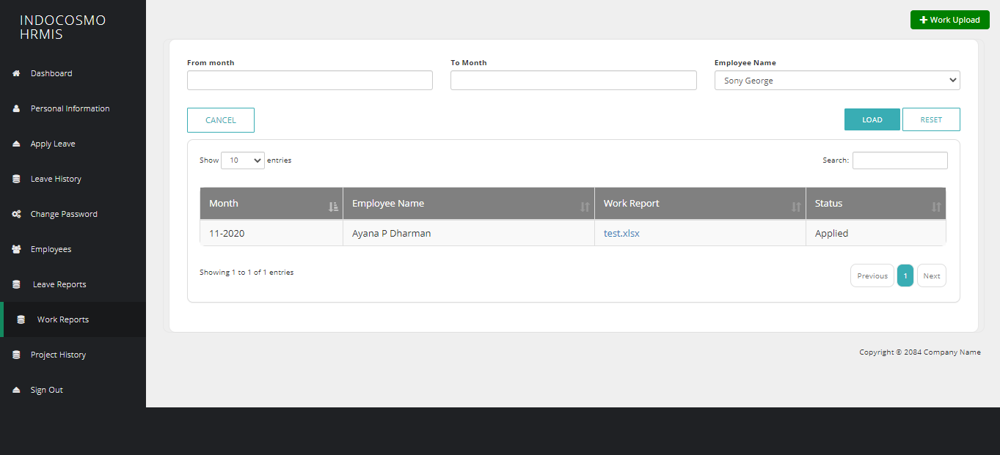 INDOCOSMO
HRMIS
Dashboard
Personal Information
Apply Leave
Leave History
Change Password
Employees
Leave Reports
Work Reports
Project History
Sign Out
Work Upload
From month To Month Employee Name
Sony George
CANCEL LOAD RESET
Show 10 entries Search:
Month Employee Name Work Report Status
11-2020 Ayana P Dharman test.xlsx Applied
Showing 1 to 1 of 1 entries Previous 1 Next
Copyright © 2084 Company Name